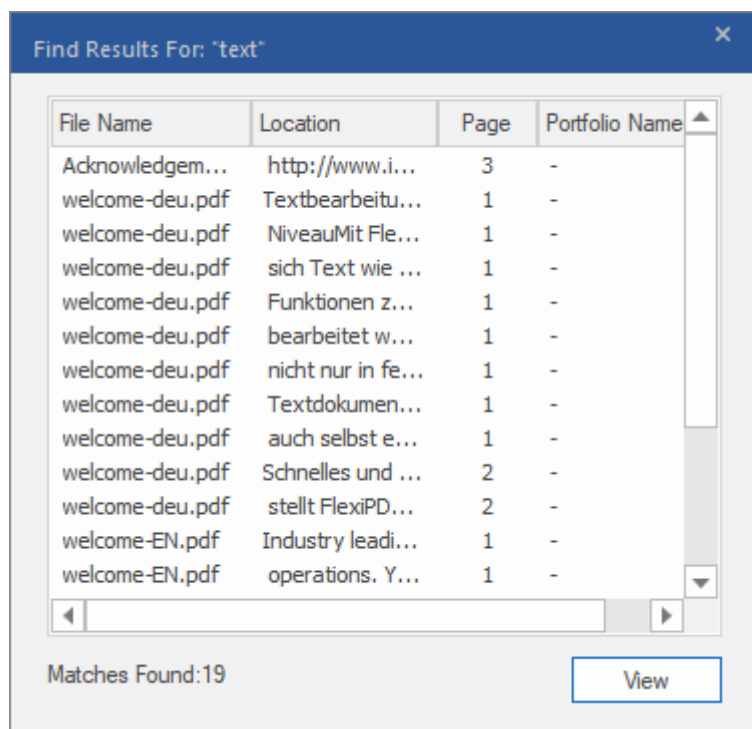 Find Results For: "text"
File Name Location Page Portfolio Name
Acknowledgem... http://www.i... 3 -
welcome-deu.pdf Textbearbeitu... 1 -
welcome-deu.pdf NiveauMit Fle... 1 -
welcome-deu.pdf sich Text wie ... 1 -
welcome-deu.pdf Funktionen z... 1 -
welcome-deu.pdf bearbeitet w... 1 -
welcome-deu.pdf nicht nur in fe... 1 -
welcome-deu.pdf Textdokumen... 1 -
welcome-deu.pdf auch selbst e... 1 -
welcome-deu.pdf Schnelles und ... 2 -
welcome-deu.pdf stellt FlexiPD... 2 -
welcome-EN.pdf Industry leadi... 1 -
welcome-EN.pdf operations. Y... 1 -
Matches Found:19
View